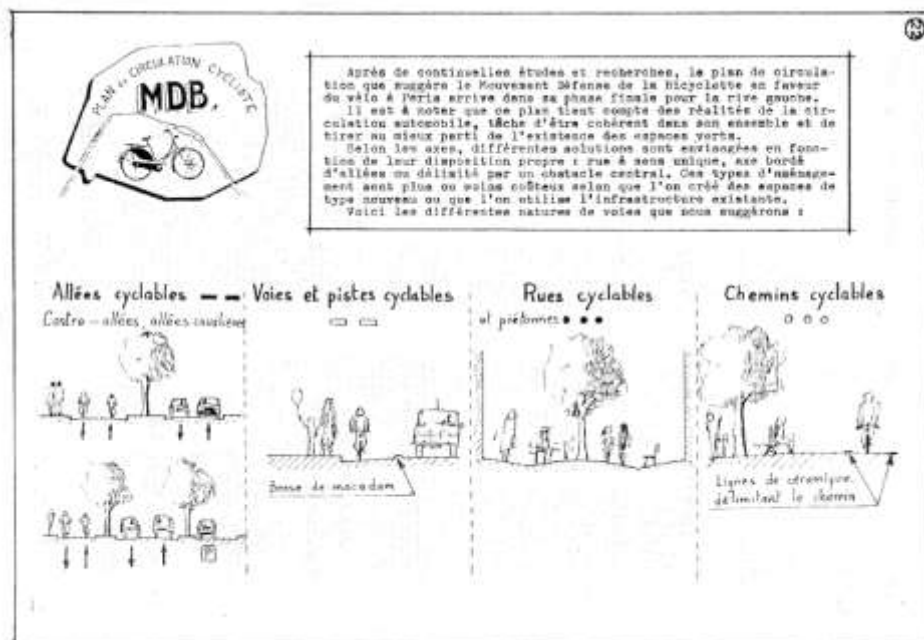 PLAN de CIRCULATION CYCLISTE
MDB.
Après de continuelles études et recherches, le plan de circula-
tion que suggère le Mouvement Défense de la Bicyclette en faveur
du vélo à Paris arrive dans sa phase finale pour la rive gauche.
Il est à noter que ce plan tient compte des réalités de la cir-
culation automobile, tâche d'être cohérent dans son ensemble et de
tirer au mieux parti de l'existence des espaces verts.
Selon les axes, différentes solutions sont envisagées en fonc-
tion de leur disposition propre : rue à sens unique, axe bordé
d'allées ou délimité par un obstacle central. Ces types d'aménage-
ment sont plus ou moins coûteux selon que l'on créé des espaces de
type nouveau ou que l'on utilise l'infrastructure existante.
Voici les différentes natures de voies que nous suggérons :
Allées cyclables
Contre-allées, allées-cavalières
Voies et pistes cyclables
Bosse de macadam
Rues cyclables
et piétonnes
Chemins cyclables
Lignes de céramique
délimitant le chemin
P